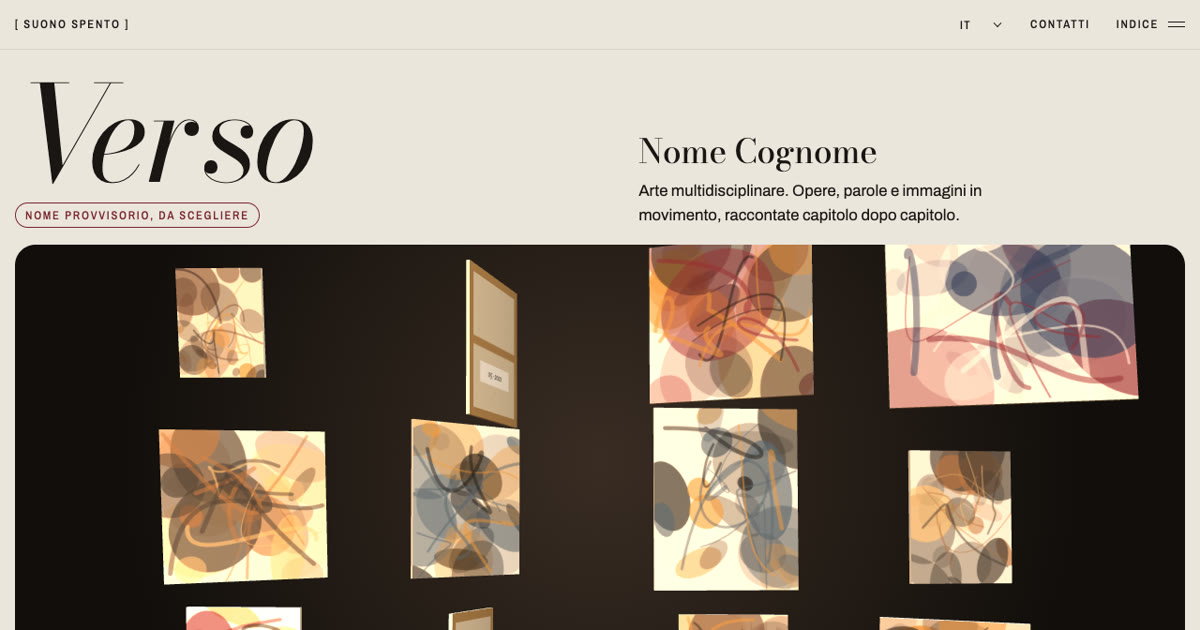 [ SUONO SPENTO ]
IT
CONTATTI
INDICE
Verso
NOME PROVVISORIO, DA SCEGLIERE
Nome Cognome
Arte multidisciplinare. Opere, parole e immagini in
movimento, raccontate capitolo dopo capitolo.